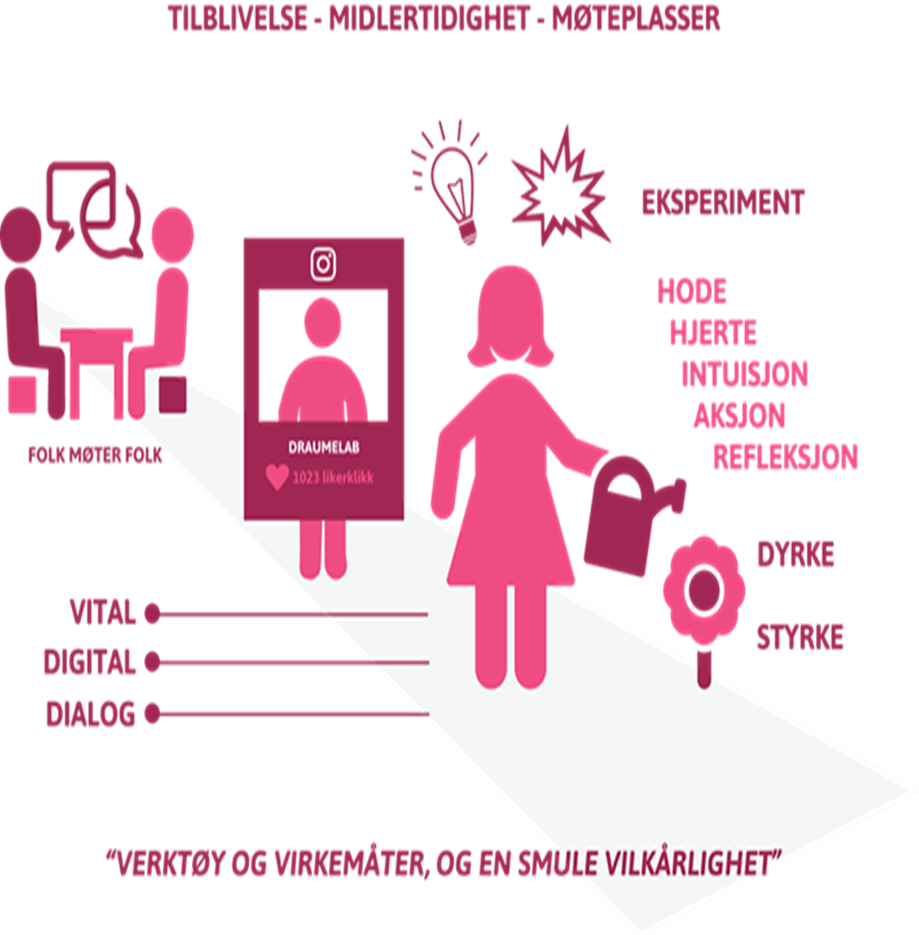 TILBLIVELSE - MIDLERTIDIGHET - MØTEPLASSER
EKSPERIMENT
HODE
HJERTE
INTUISJON
AKSJON
REFLEKSJON
FOLK MØTER FOLK
DRAUMELAB
1023 likerklikk
DYRKE
STYRKE
VITAL
DIGITAL
DIALOG
“VERKTØY OG VIRKEMÅTER, OG EN SMULE VILKÅRLIGHET”